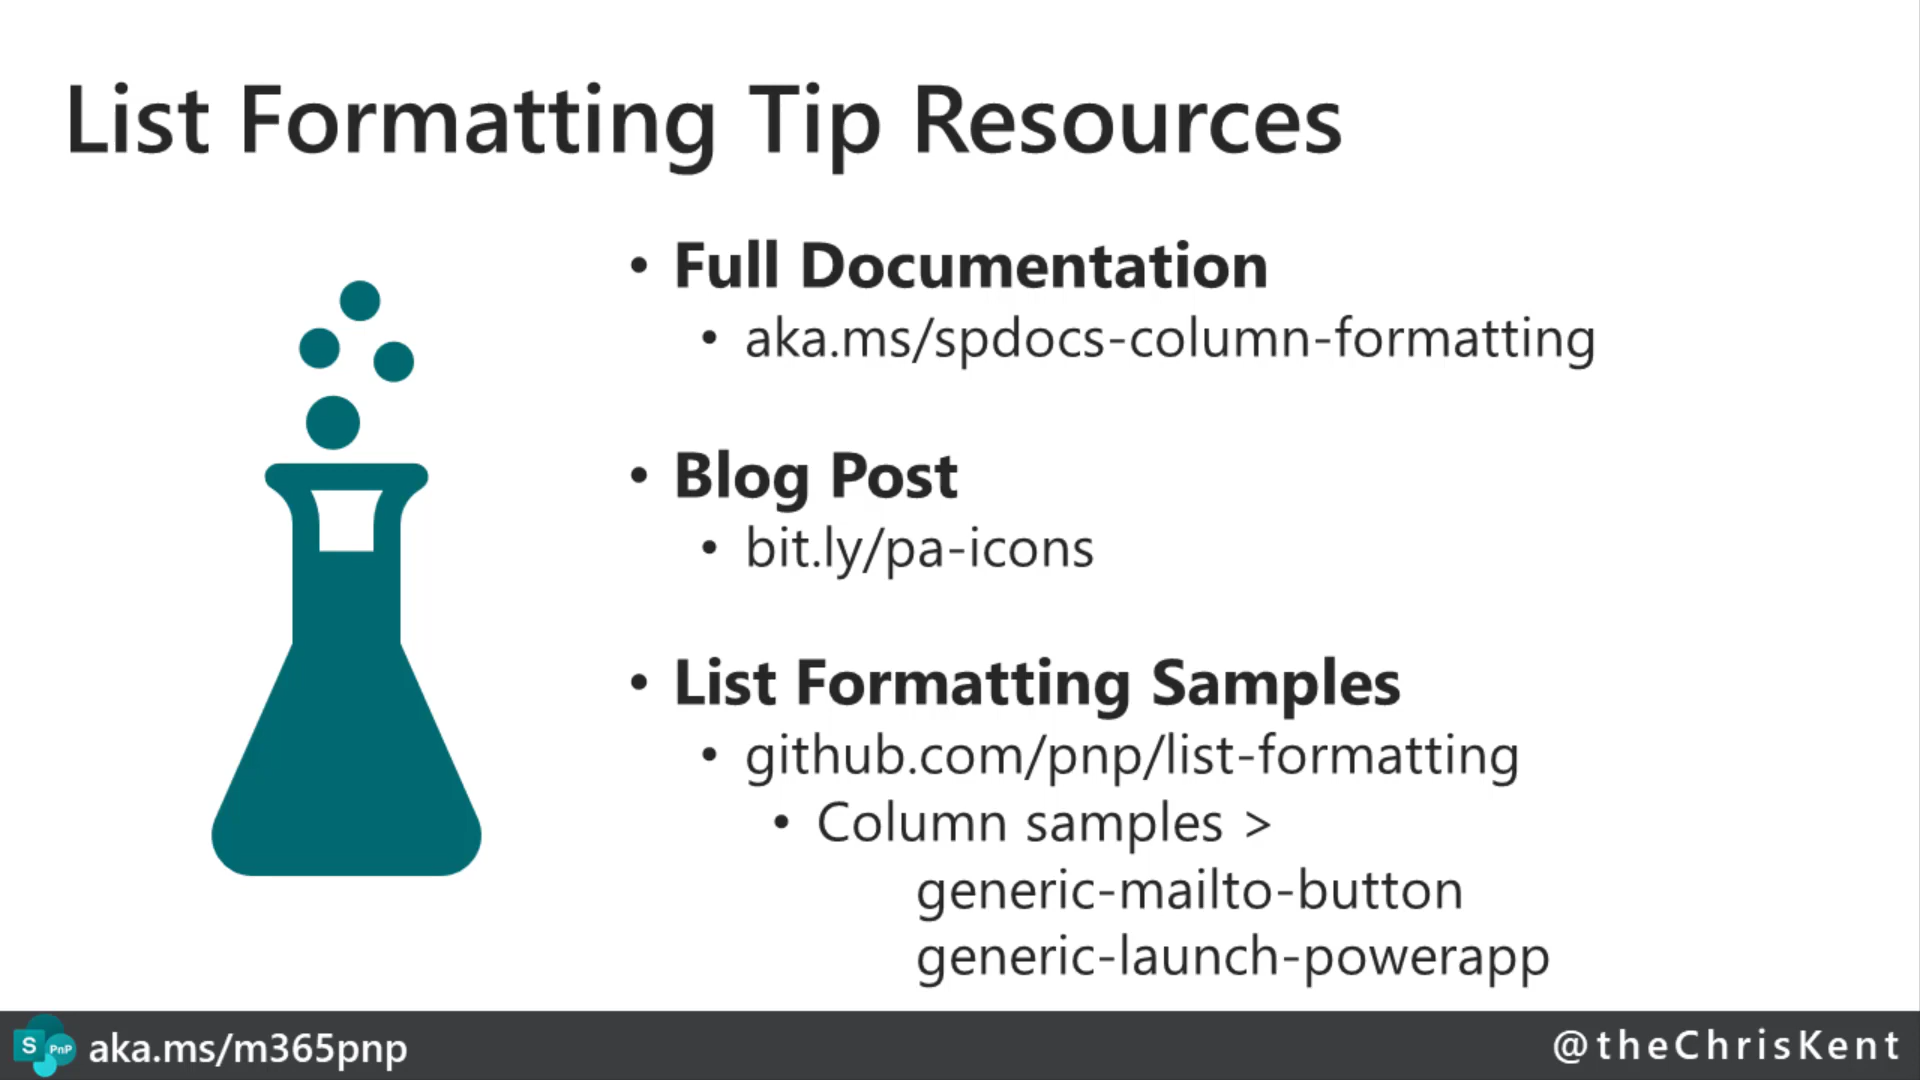 List Formatting Tip Resources
• Full Documentation
• aka.ms/spdocs-column-formatting
• Blog Post
• bit.ly/pa-icons
• List Formatting Samples
• github.com/pnp/list-formatting
• Column samples >
generic-mailto-button
generic-launch-powerapp
S PnP aka.ms/m365pnp
@theChrisKent